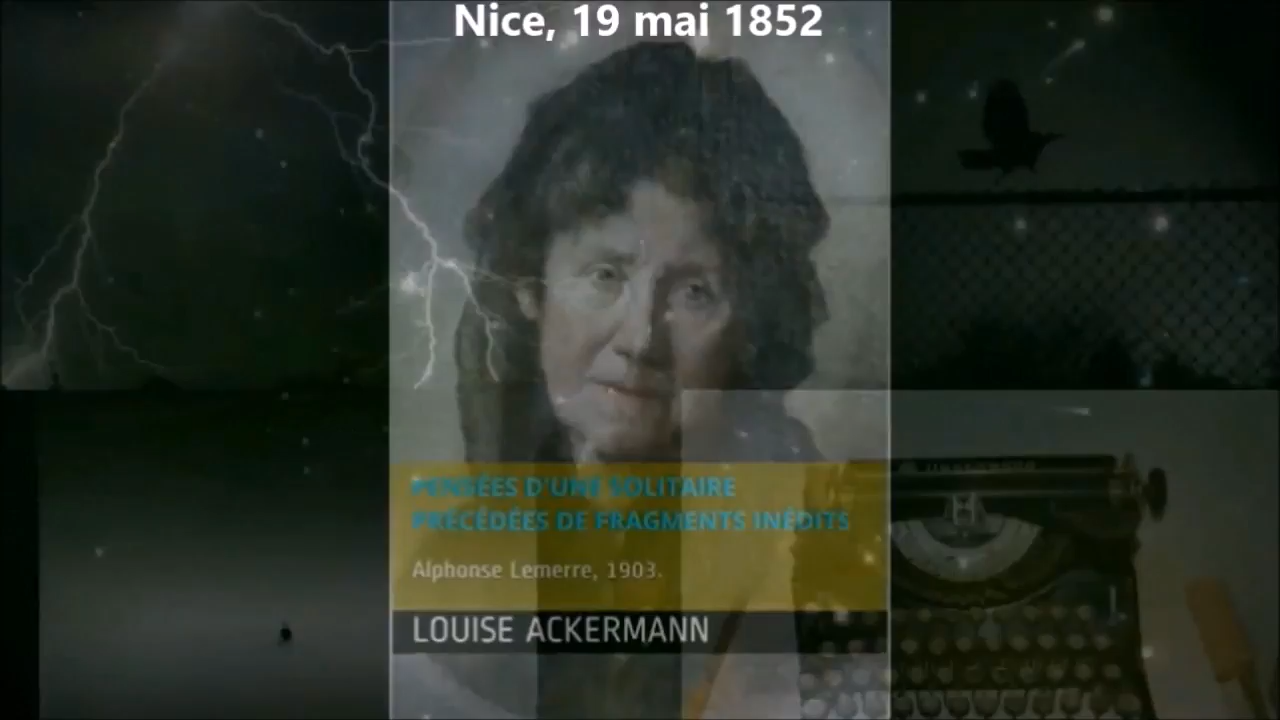 Nice, 19 mai 1852
PENSÉES D'UNE SOLITAIRE
PRÉCÉDÉES DE FRAGMENTS INÉDITS
Alphonse Lemerre, 1903.
LOUISE ACKERMANN